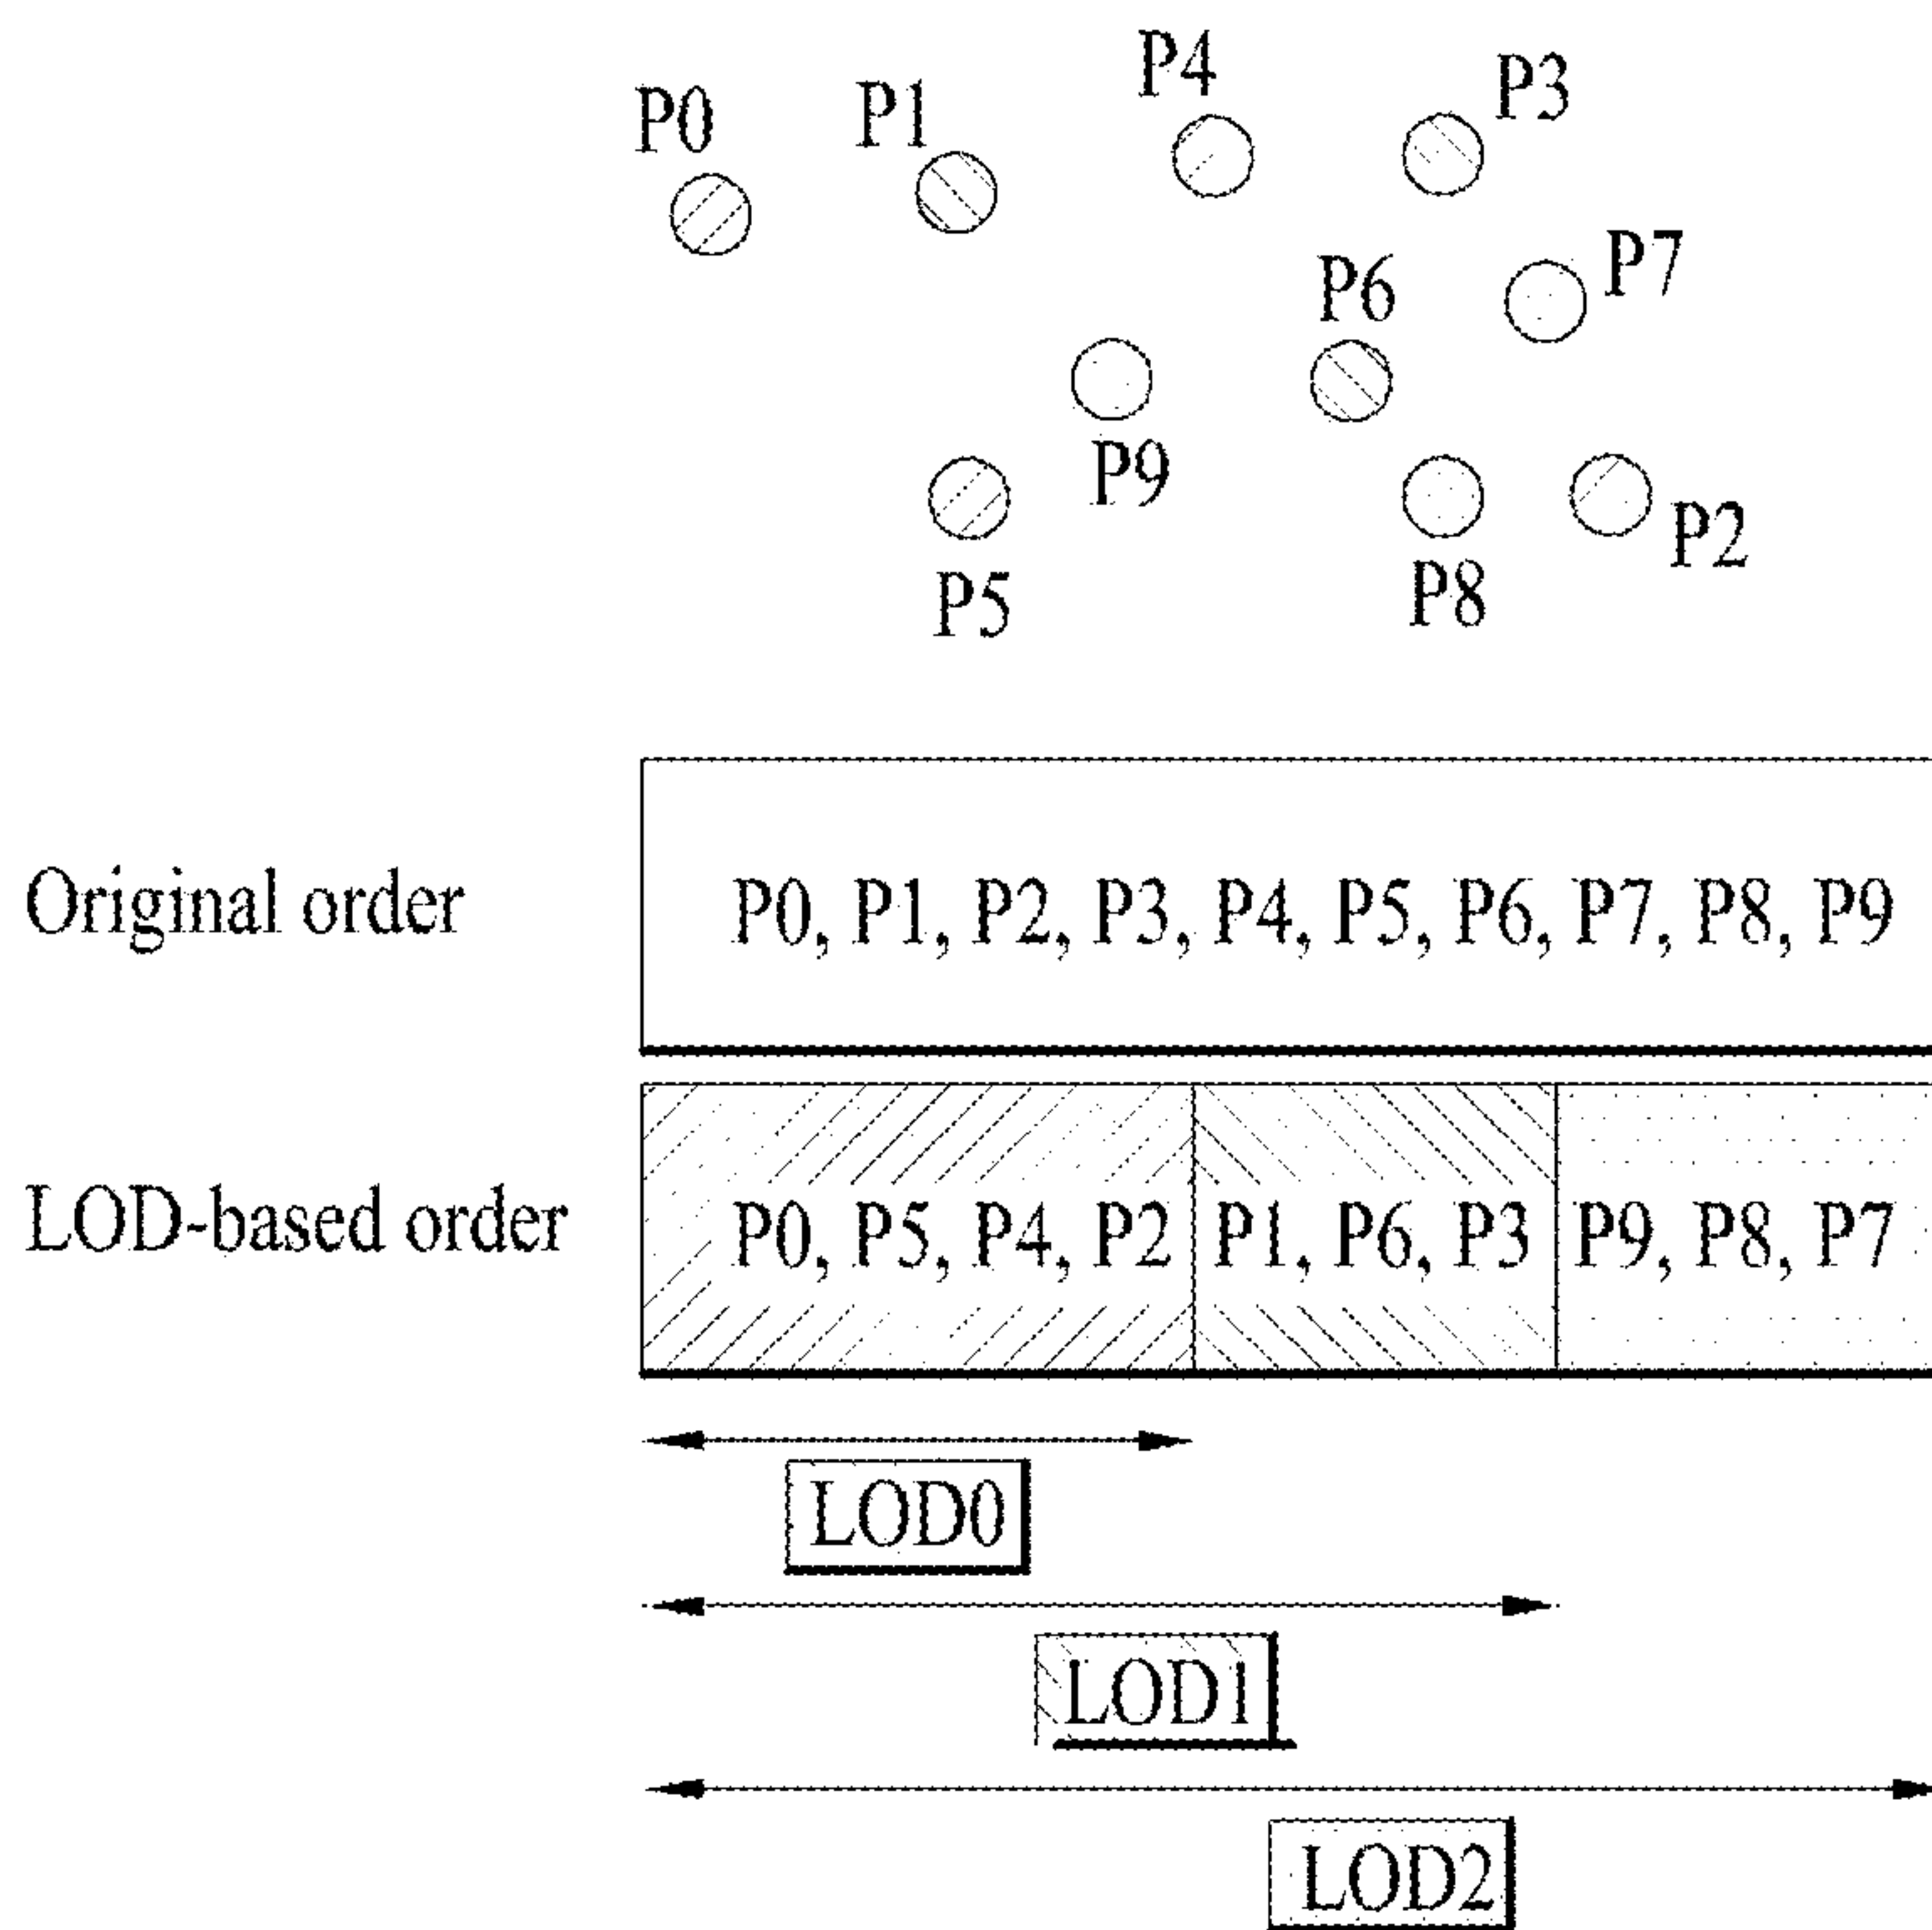 P4
P3
P0
P1
P7
P6
P9
P2
P5
P8
Original order
P0, P1, P2, P3, P4, P5, P6, P7, P8, P9
LOD-based order
P0, P5, P4, P2
P1, P6, P3
P9, P8, P7
LOD0
LOD1
LOD2